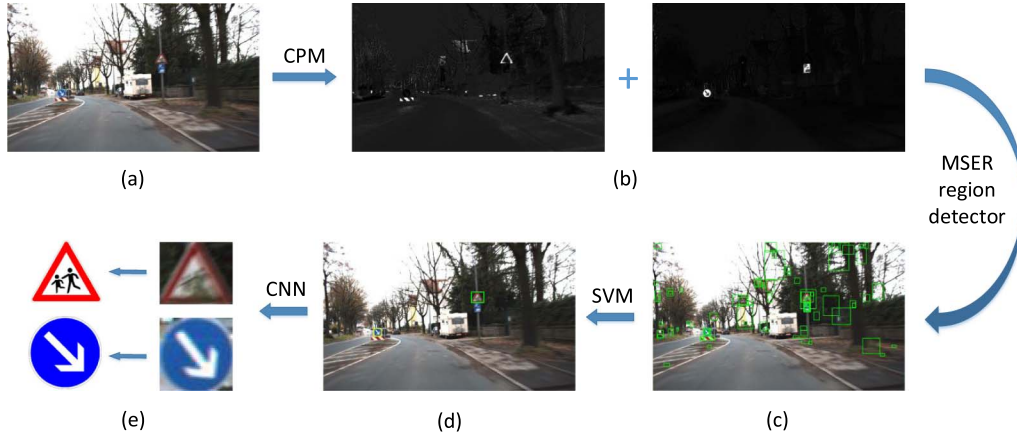 CPM
+
(a)
(b)
MSER
region
detector
CNN
SVM
(e)
(d)
(c)